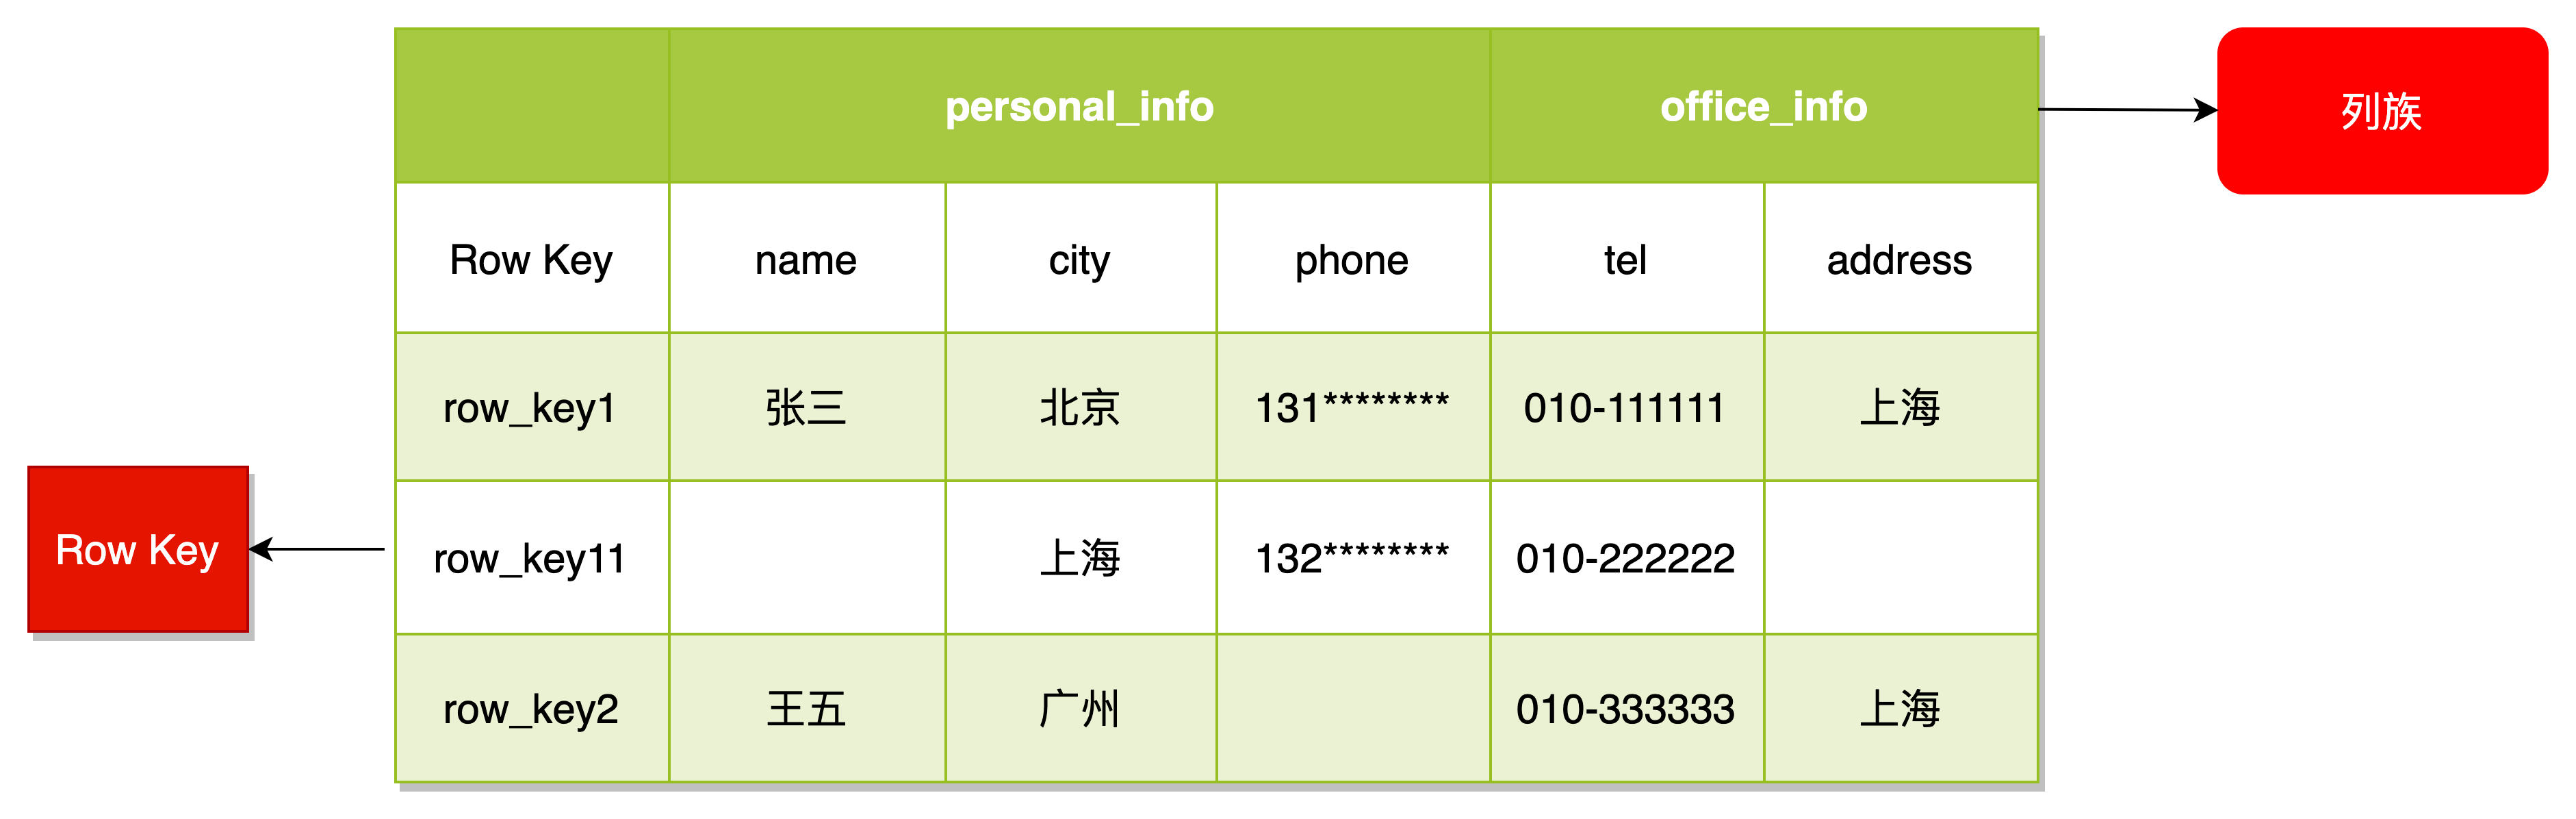 personal_info office_info
列族
Row Key name city phone tel address
row_key1 张三 北京 131******** 010-111111 上海
Row Key
row_key11 上海 132******** 010-222222
row_key2 王五 广州 010-333333 上海